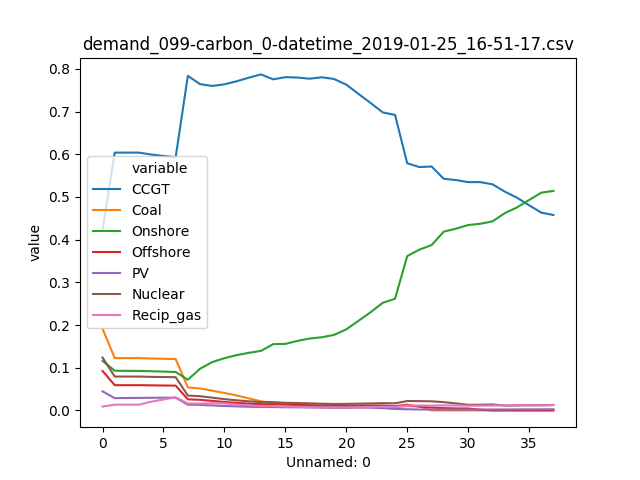 demand_099-carbon_0-datetime_2019-01-25_16-51-17.csv
0.8
0.7
0.6
0.5
0.4
0.3
0.2
0.1
0.0
value
variable
CCGT
Coal
Onshore
Offshore
PV
Nuclear
Recip_gas
0 5 10 15 20 25 30 35
Unnamed: 0